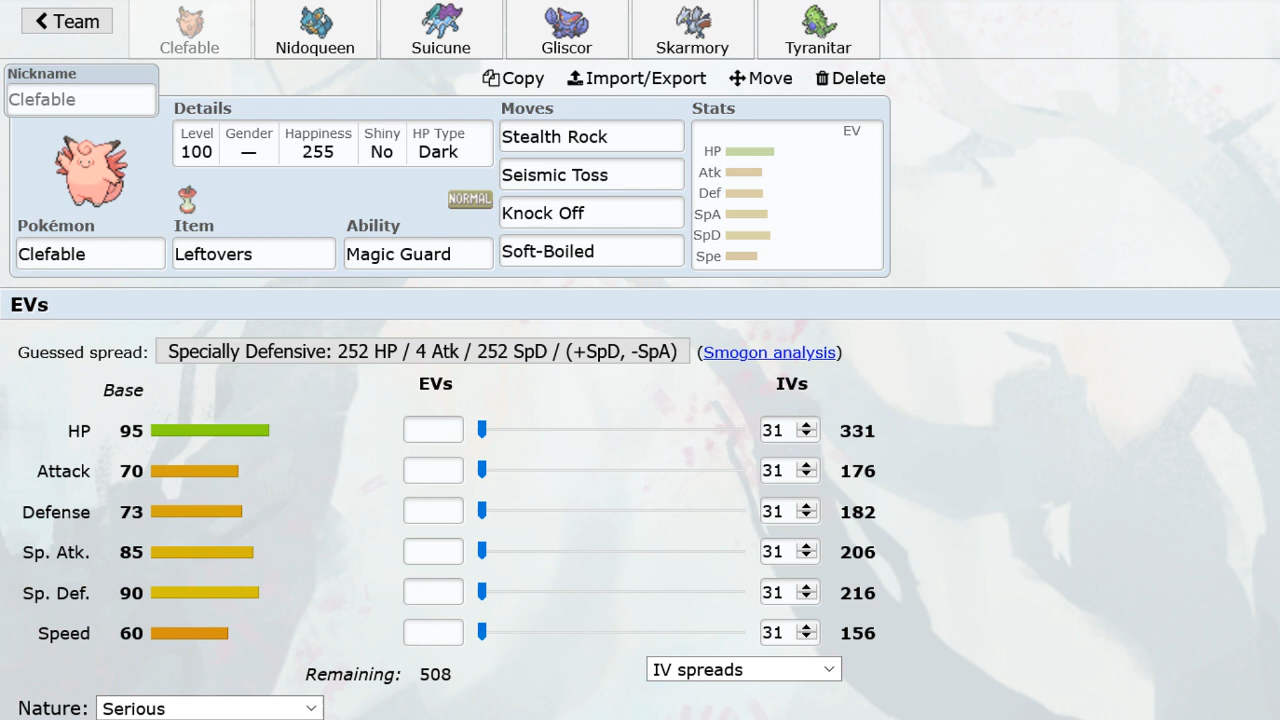 Team
Clefable
Nidoqueen
Suicune
Gliscor
Skarmory
Tyranitar
Copy
Import/Export
Move
Delete
Nickname
Clefable
Details
Level
Gender
Happiness
Shiny
HP Type
100
—
255
No
Dark
NORMAL
Pokémon
Item
Ability
Clefable
Leftovers
Magic Guard
Moves
Stealth Rock
Seismic Toss
Knock Off
Soft-Boiled
Stats
EV
HP
Atk
Def
SpA
SpD
Spe
EVs
Guessed spread: Specially Defensive: 252 HP / 4 Atk / 252 SpD / (+SpD, -SpA) (Smogon analysis)
Base EVs IVs
HP 95 31 331
Attack 70 31 176
Defense 73 31 182
Sp. Atk. 85 31 206
Sp. Def. 90 31 216
Speed 60 31 156
Remaining: 508 IV spreads
Nature: Serious